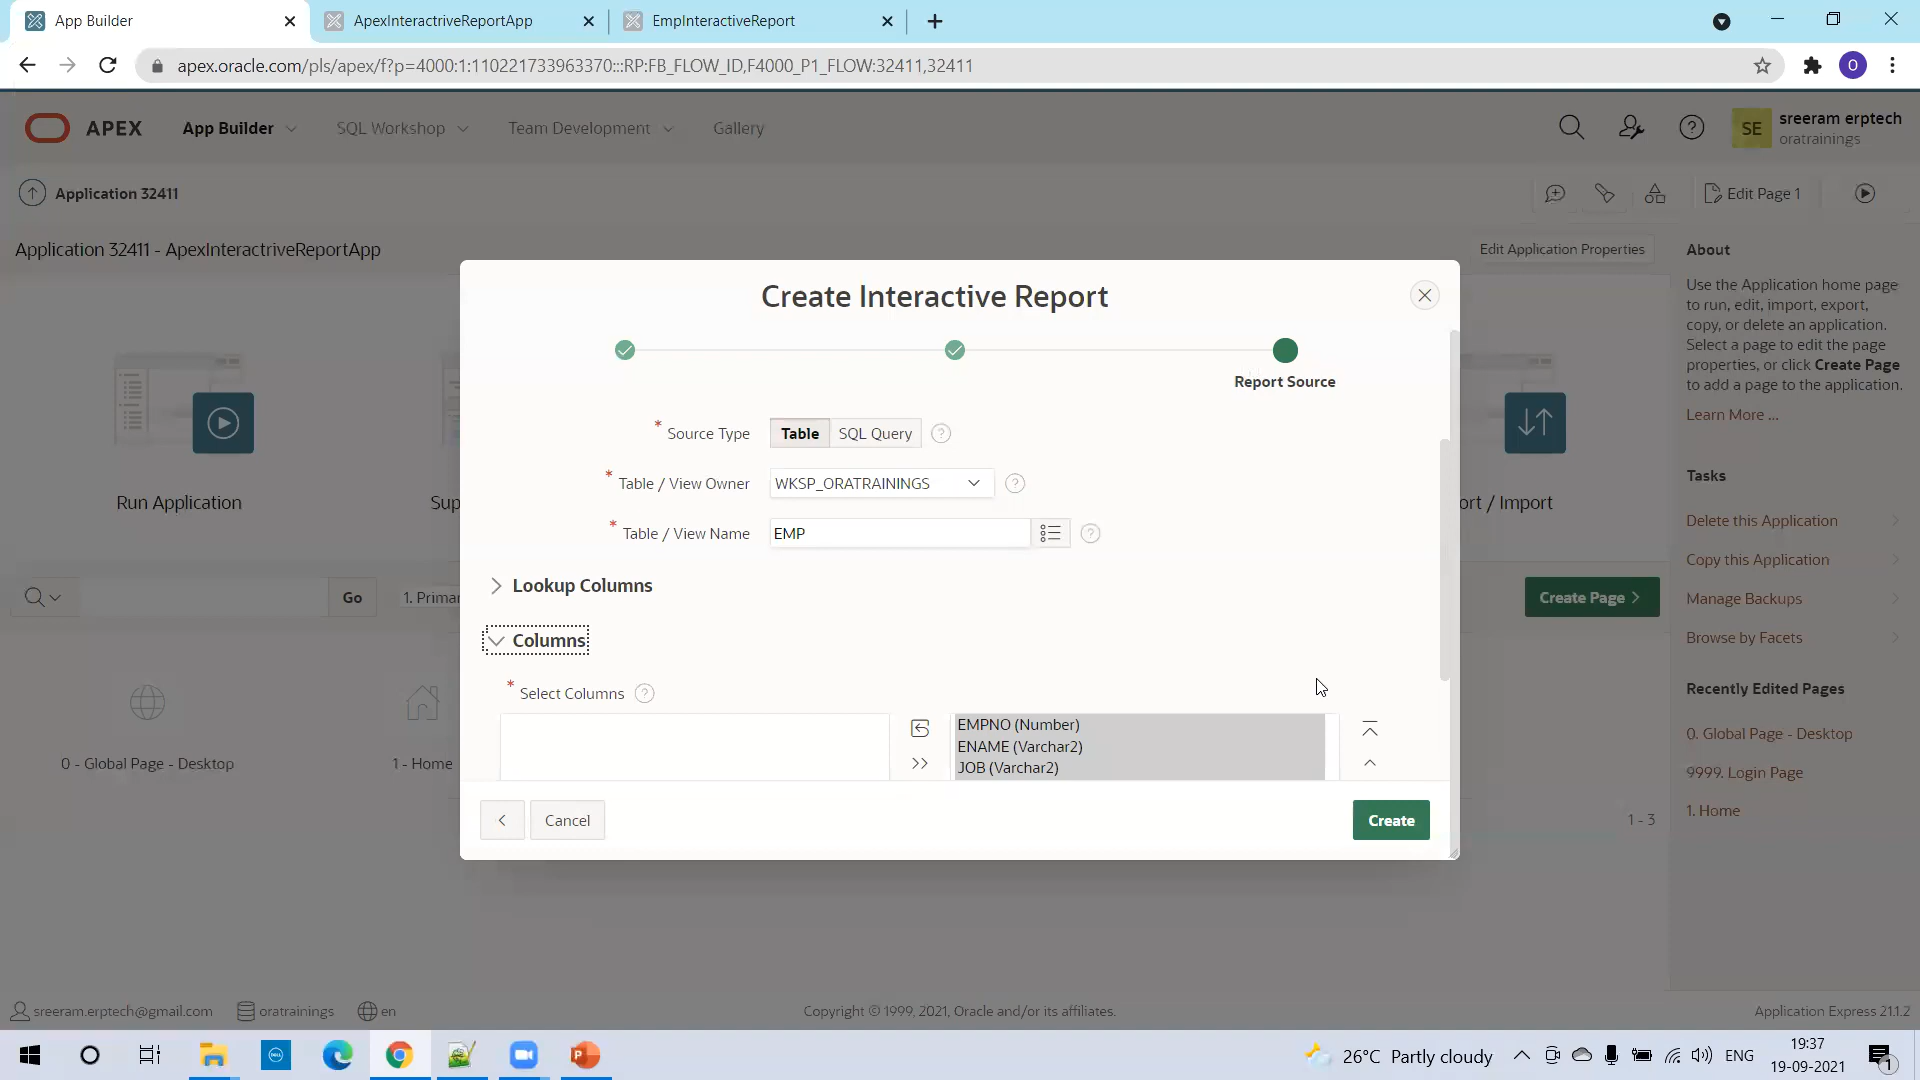 App Builder
ApexInteractriveReportApp
EmpInteractiveReport
apex.oracle.com/pls/apex/f?p=4000:1:110221733963370:::RP:FB_FLOW_ID,F4000_P1_FLOW:32411,32411
O
APEX
App Builder
SQL Workshop
Team Development
Gallery
SE
sreeram erptech
oratrainings
Application 32411
Edit Page 1
Application 32411 - ApexInteractriveReportApp
Edit Application Properties
About
Use the Application home page
to run, edit, import, export,
copy, or delete an application.
Select a page to edit the page
properties, or click Create Page
to add a page to the application.
Learn More ...
Run Application
Sup
ort / Import
Go
1. Primar
Create Page
Tasks
Delete this Application
Copy this Application
Manage Backups
Browse by Facets
Recently Edited Pages
0. Global Page - Desktop
9999. Login Page
1. Home
0 - Global Page - Desktop
1 - Home
1 - 3
Create Interactive Report
Report Source
* Source Type
Table
SQL Query
* Table / View Owner
WKSP_ORATRAININGS
* Table / View Name
EMP
Lookup Columns
Columns
* Select Columns
EMPNO (Number)
ENAME (Varchar2)
JOB (Varchar2)
Cancel
Create
sreeram.erptech@gmail.com
oratrainings
en
Copyright © 1999, 2021, Oracle and/or its affiliates.
Application Express 21.1.2
DELL
26°C Partly cloudy
ENG
19:37
19-09-2021
1